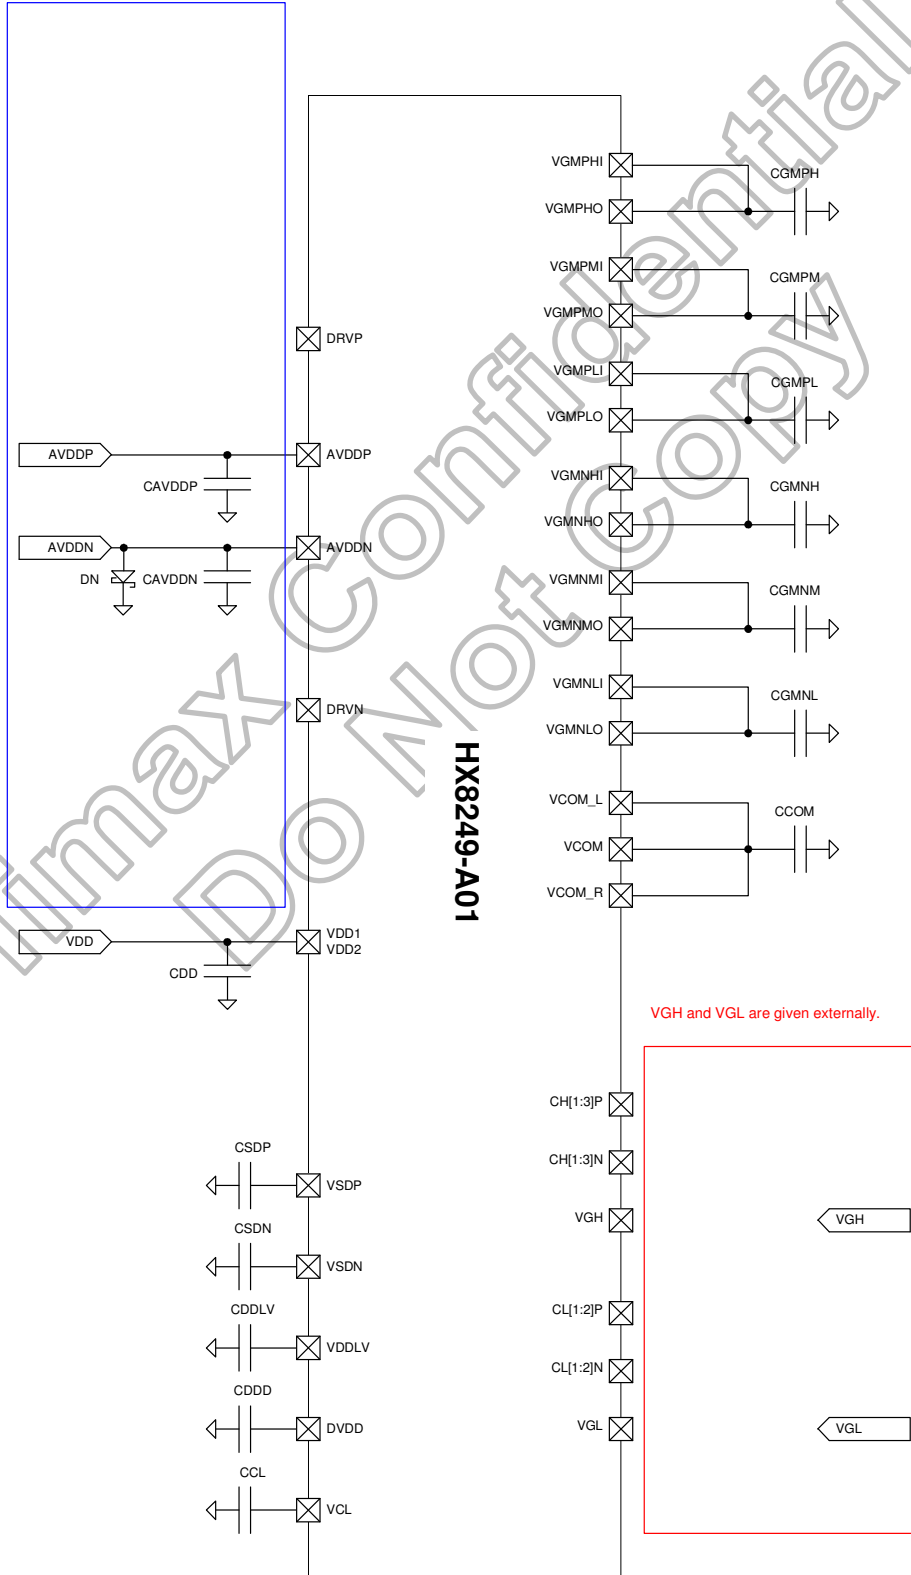 VGMPHI
CGMPH
VGMPHO
VGMPMI
CGMPM
VGMPMO
DRVP
VGMPLI
CGMPL
VGMPLO
AVDDP
AVDDP
CAVDDP
VGMNHI
CGMNH
VGMNHO
AVDDN
AVDDN
DN
CAVDDN
VGMNMI
CGMNM
VGMNMO
VGMNLI
CGMNL
DRVN
VGMNLO
HX8249-A01
VCOM_L
CCOM
VCOM
VCOM_R
VDD
VDD1
VDD2
CDD
VGH and VGL are given externally.
CH[1:3]P
CSDP
CH[1:3]N
VSDP
VGH
VGH
CSDN
VSDN
CDDLV
CL[1:2]P
VDDLV
CL[1:2]N
CDDD
DVDD
VGL
VGL
CCL
VCL
Himax Confidential
Do Not Copy